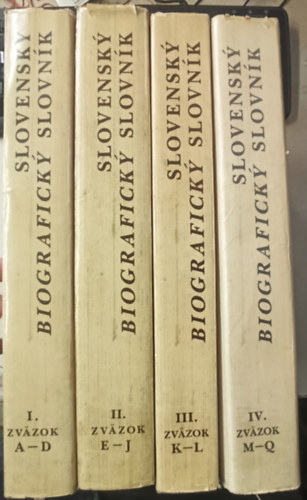 SLOVENSKÝ
BIOGRAFICKÝ SLOVNÍK
I.
ZVÄZOK
A–D
SLOVENSKÝ
BIOGRAFICKÝ SLOVNÍK
II.
ZVÄZOK
E–J
SLOVENSKÝ
BIOGRAFICKÝ SLOVNÍK
III.
ZVÄZOK
K–L
SLOVENSKÝ
BIOGRAFICKÝ SLOVNÍK
IV.
ZVÄZOK
M–Q